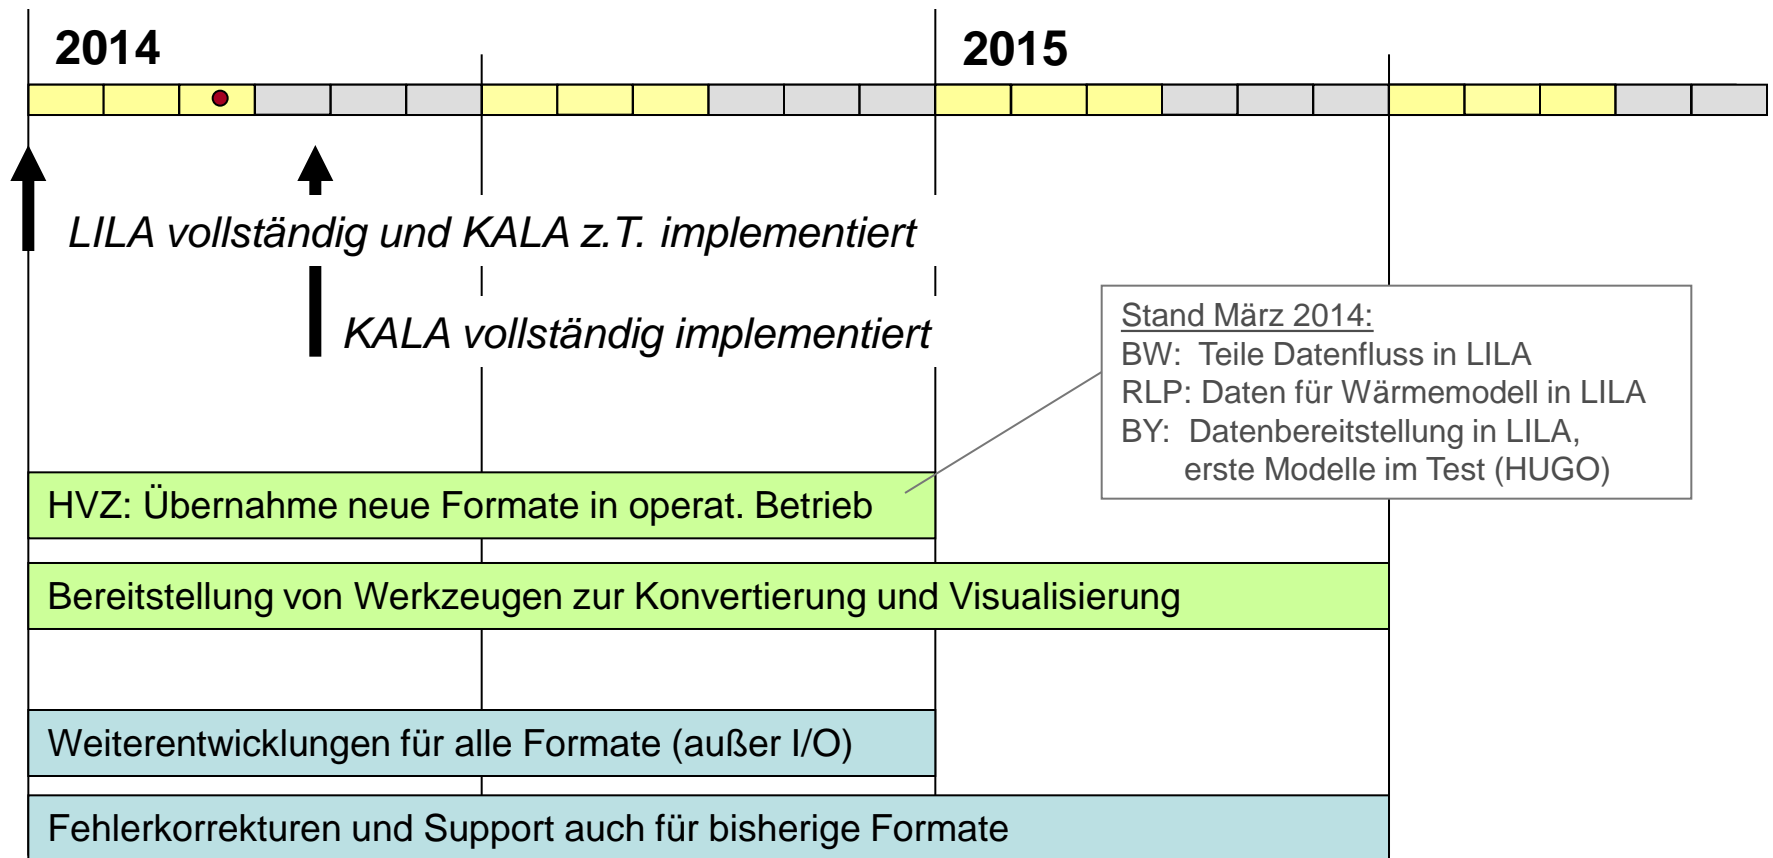 2014
2015
LILA vollständig und KALA z.T. implementiert
KALA vollständig implementiert
Stand März 2014:
BW: Teile Datenfluss in LILA
RLP: Daten für Wärmemodell in LILA
BY: Datenbereitstellung in LILA,
erste Modelle im Test (HUGO)
HVZ: Übernahme neue Formate in operat. Betrieb
Bereitstellung von Werkzeugen zur Konvertierung und Visualisierung
Weiterentwicklungen für alle Formate (außer I/O)
Fehlerkorrekturen und Support auch für bisherige Formate